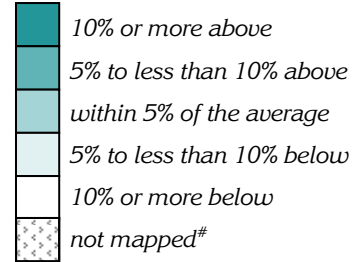 10% or more above
5% to less than 10% above
within 5% of the average
5% to less than 10% below
10% or more below
not mapped#